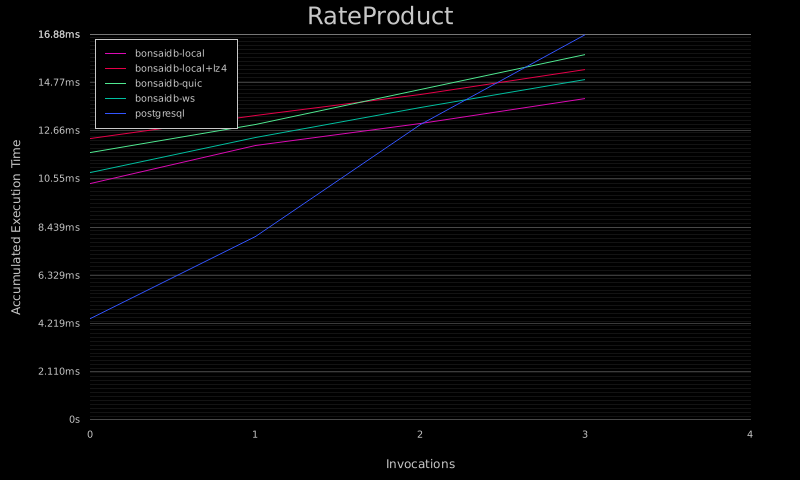 RateProduct
16.88ms
14.77ms
12.66ms
10.55ms
8.439ms
6.329ms
4.219ms
2.110ms
0s
bonsaidb-local
bonsaidb-local+lz4
bonsaidb-quic
bonsaidb-ws
postgresql
Accumulated Execution Time
0 1 2 3 4
Invocations